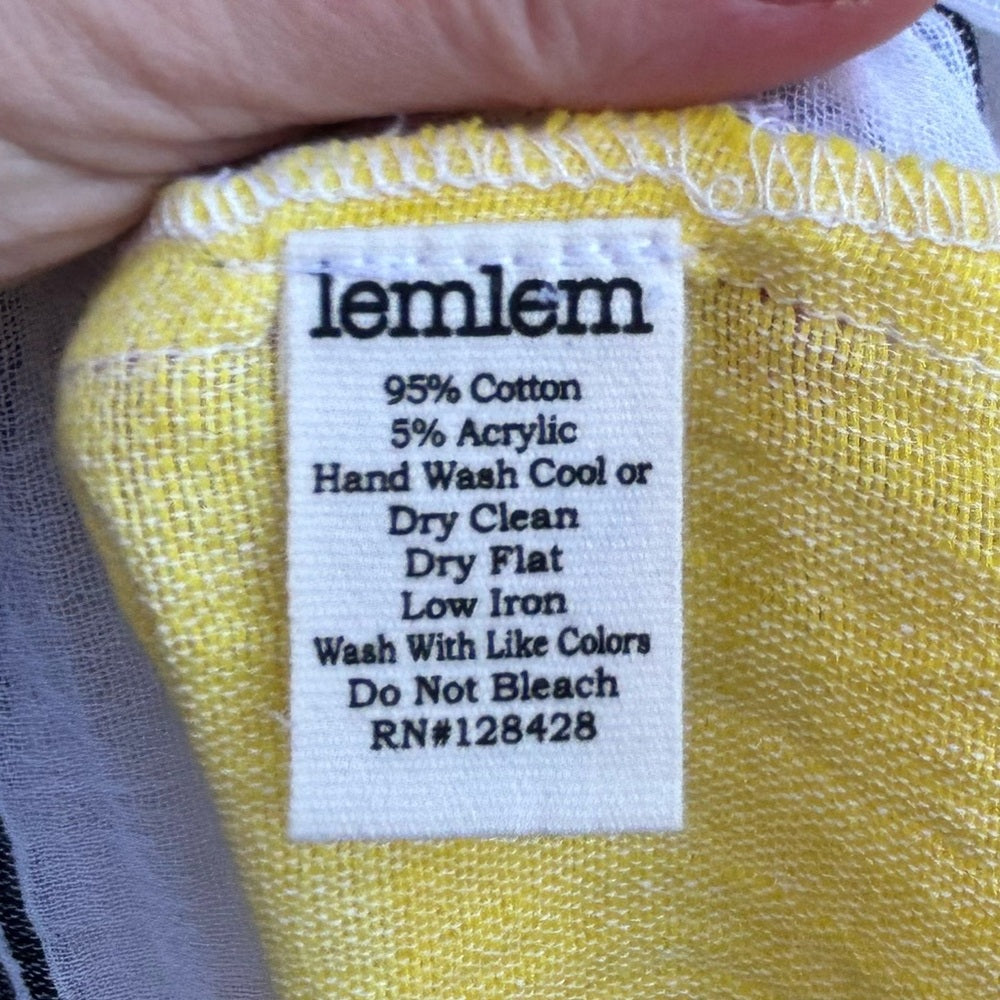 lemlem
95% Cotton
5% Acrylic
Hand Wash Cool or
Dry Clean
Dry Flat
Low Iron
Wash With Like Colors
Do Not Bleach
RN#128428